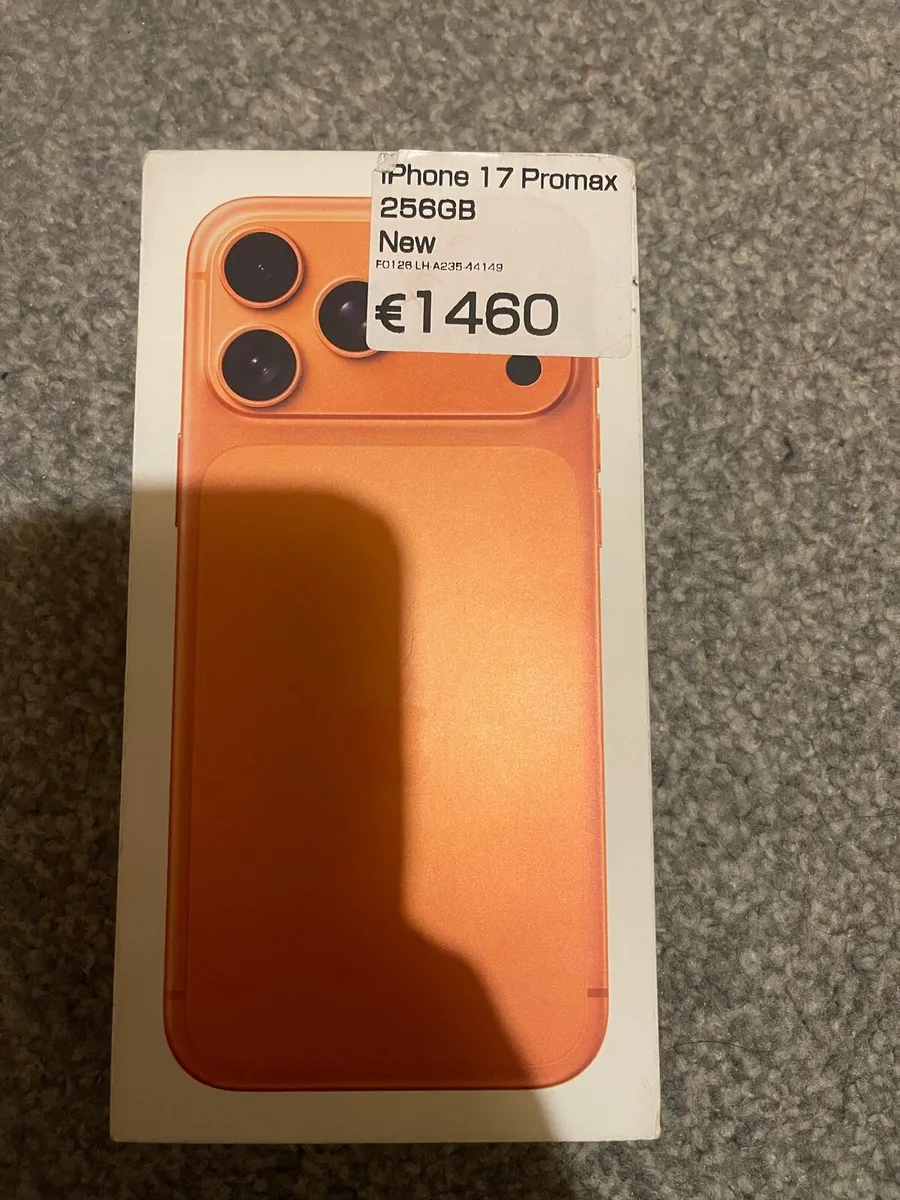 iPhone 17 Promax
256GB
New
F0126-LH-A235-44149
€1460